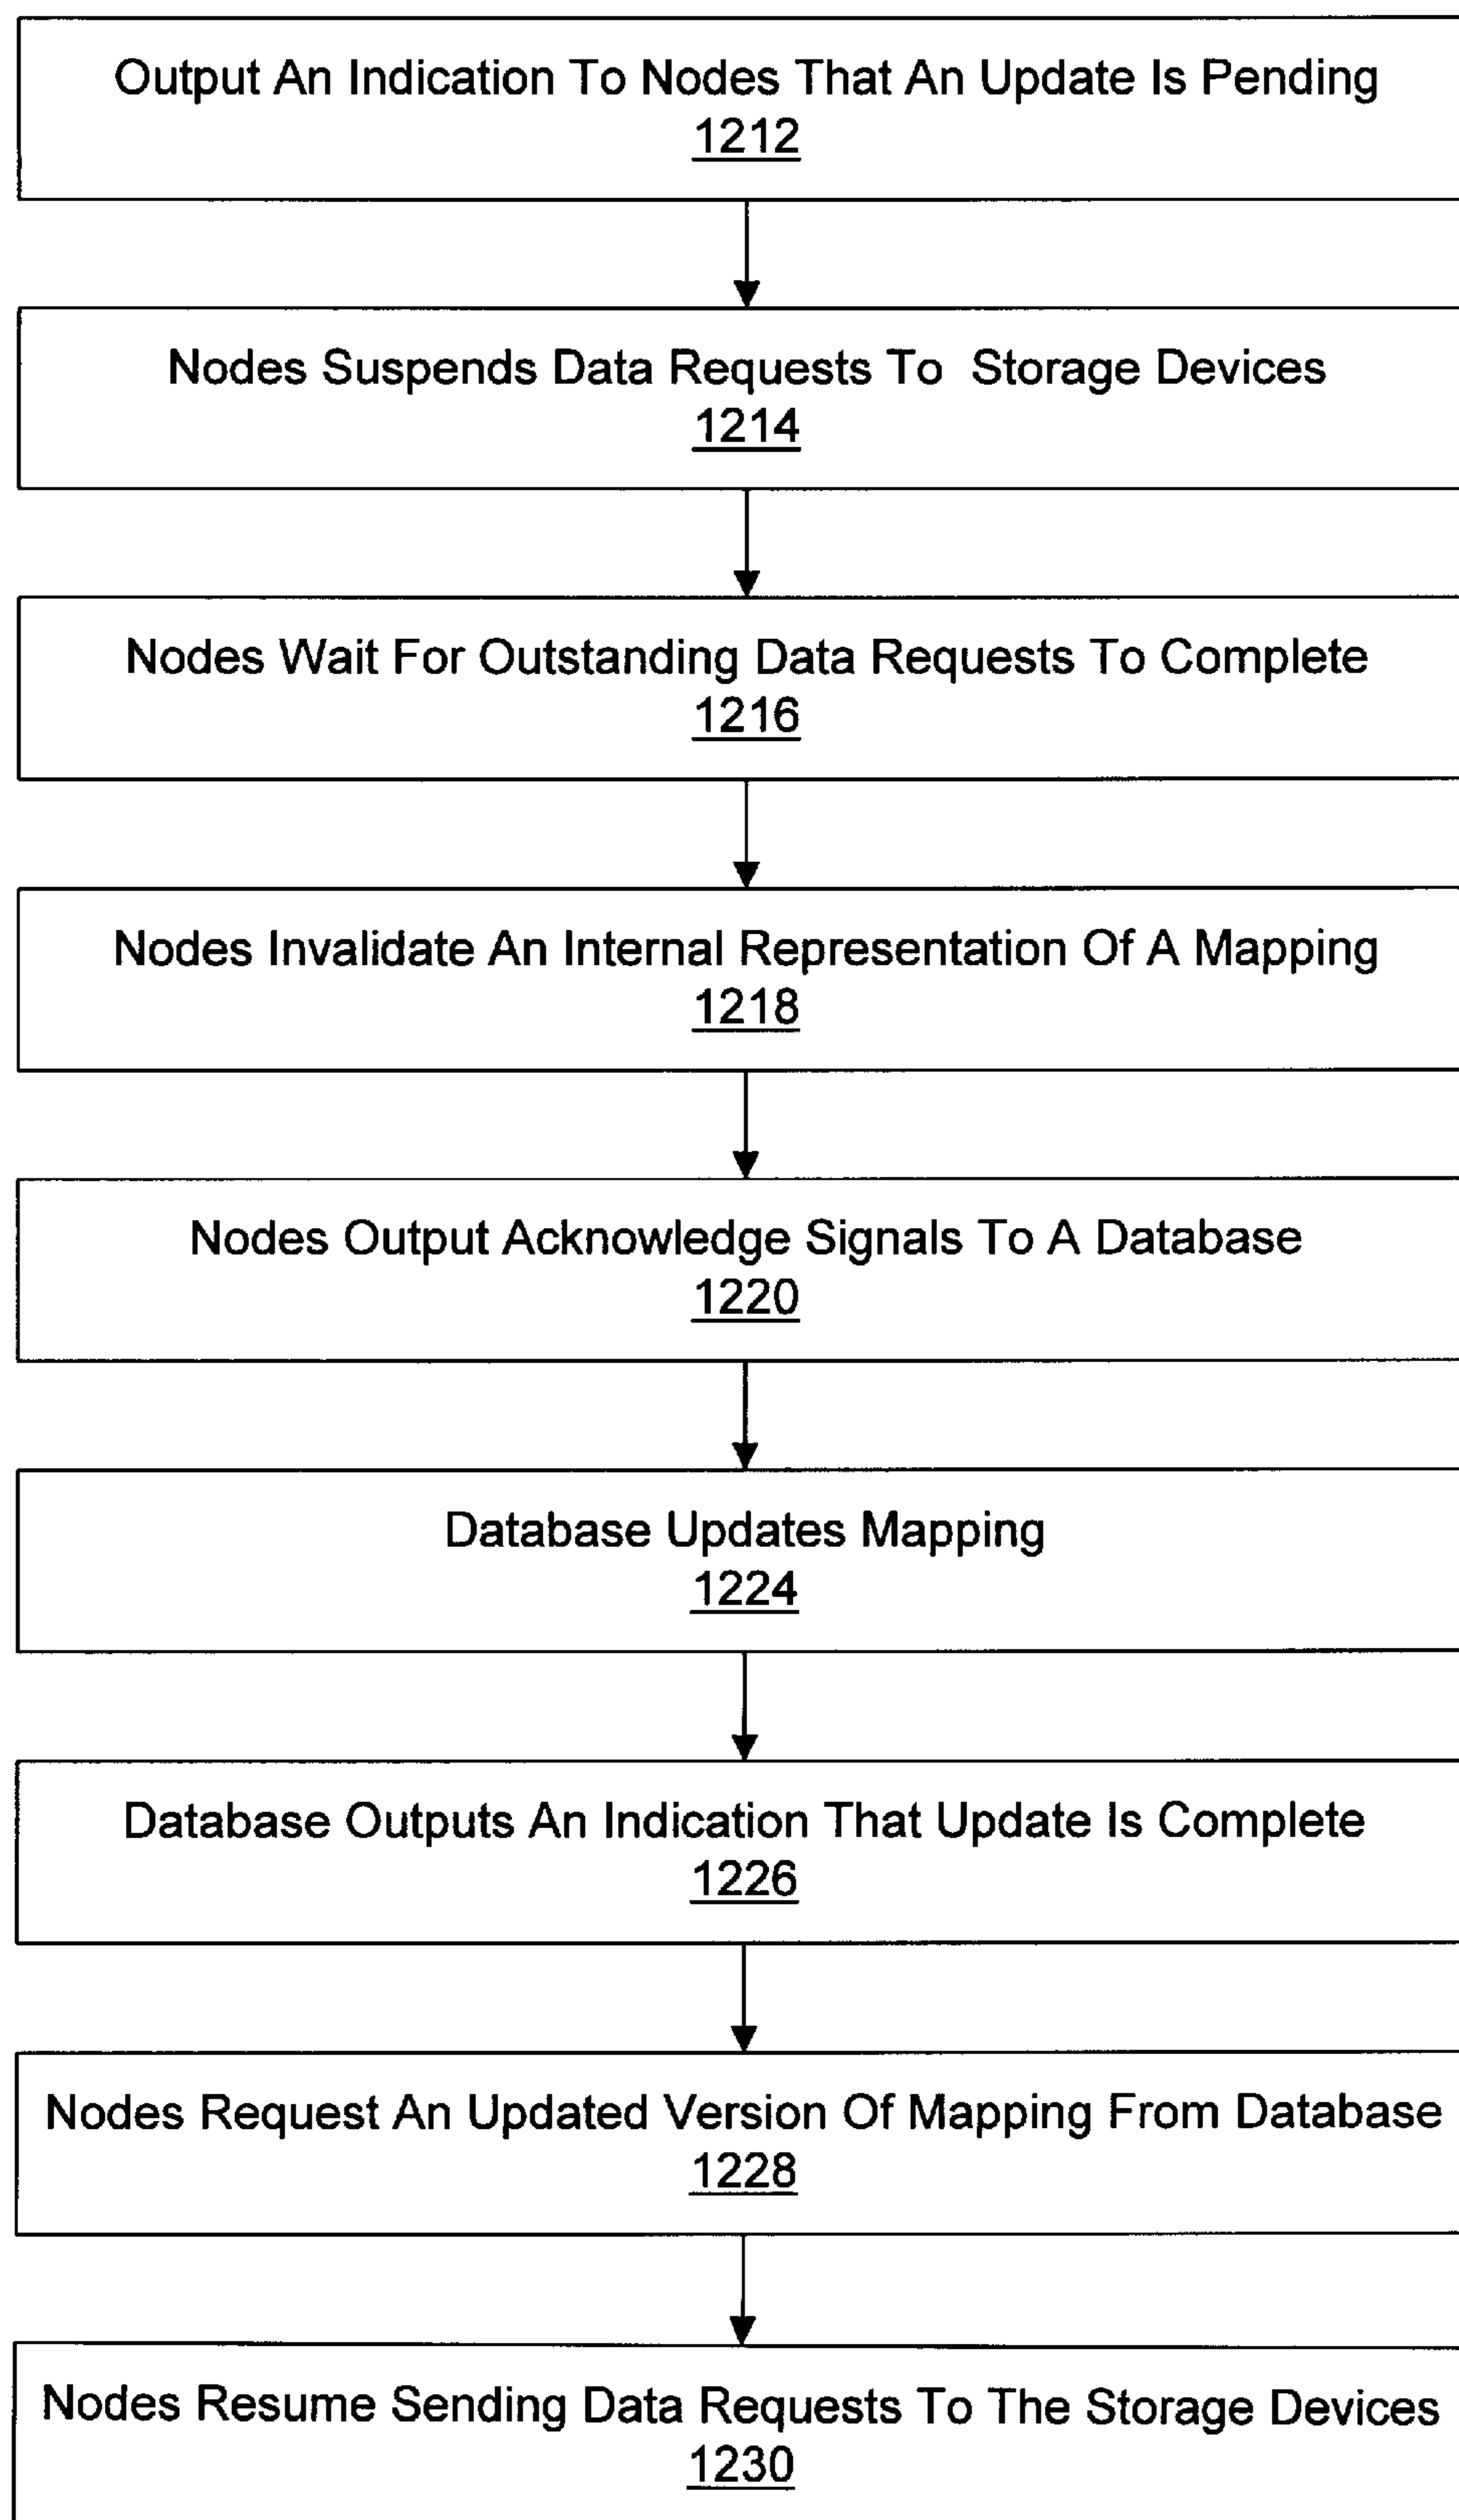 Output An Indication To Nodes That An Update Is Pending
1212
Nodes Suspends Data Requests To Storage Devices
1214
Nodes Wait For Outstanding Data Requests To Complete
1216
Nodes Invalidate An Internal Representation Of A Mapping
1218
Nodes Output Acknowledge Signals To A Database
1220
Database Updates Mapping
1224
Database Outputs An Indication That Update Is Complete
1226
Nodes Request An Updated Version Of Mapping From Database
1228
Nodes Resume Sending Data Requests To The Storage Devices
1230